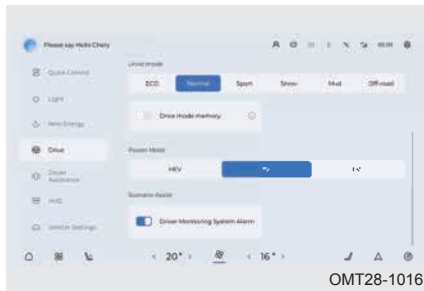 Please say Hello Chery
00:09
Drive mode
Quick Control
ECO Normal Sport Snow Mud Off-road
Light
Drive mode memory
New Energy
Drive
Power Mode
Driver Assistance
HEV
HUD
Scenario Assist
Driver Monitoring System Alarm
Vehicle Settings
20° 16°
OMT28-1016